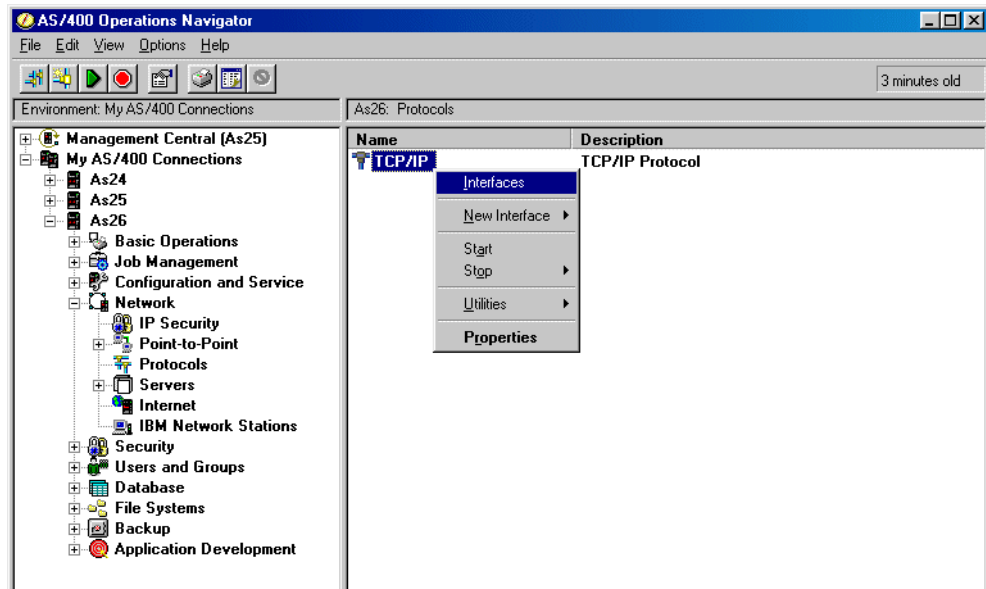 AS/400 Operations Navigator
File Edit View Options Help
3 minutes old
Environment: My AS/400 Connections
As26: Protocols
Management Central (As25)
My AS/400 Connections
As24
As25
As26
Basic Operations
Job Management
Configuration and Service
Network
IP Security
Point-to-Point
Protocols
Servers
Internet
IBM Network Stations
Security
Users and Groups
Database
File Systems
Backup
Application Development
Name Description
TCP/IP TCP/IP Protocol
Interfaces
New Interface
Start
Stop
Utilities
Properties